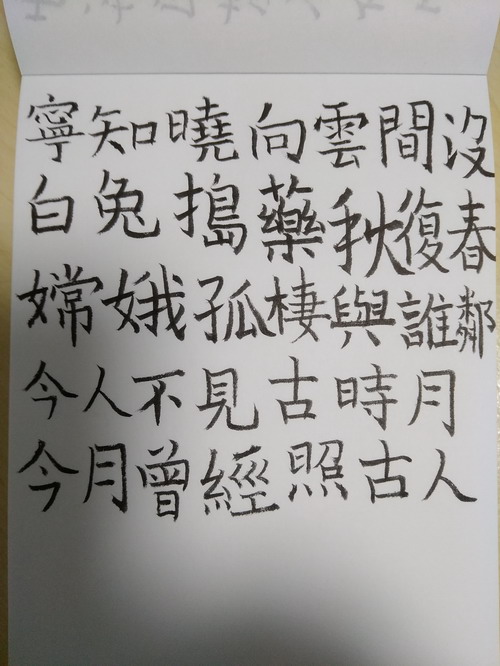 寧知曉向雲間沒
白兔搗藥秋復春
嫦娥孤棲與誰鄰
今人不見古時月
今月曾經照古人